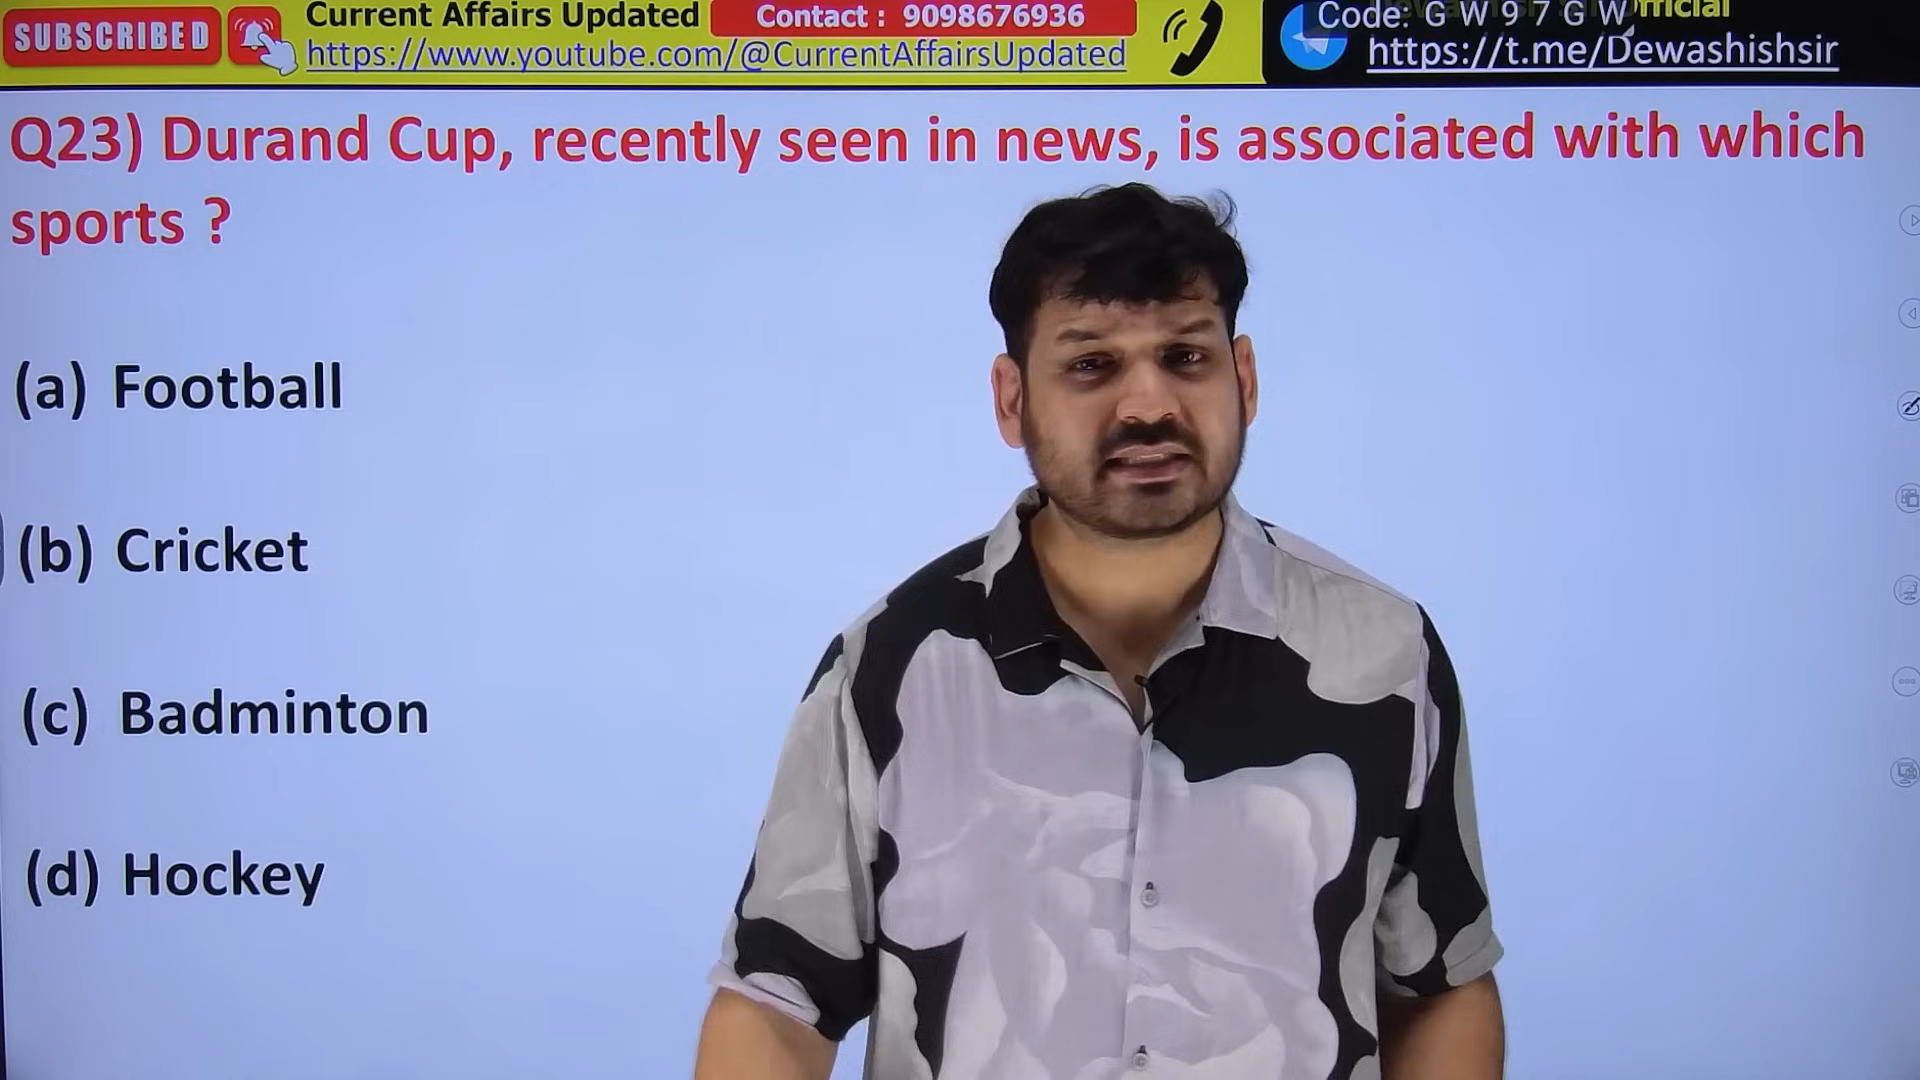 SUBSCRIBED
Current Affairs Updated
https://www.youtube.com/@CurrentAffairsUpdated
Contact : 9098676936
Code: G W 9 7 G W
https://t.me/Dewashishsir
Q23) Durand Cup, recently seen in news, is associated with which
sports ?
(a) Football
(b) Cricket
(c) Badminton
(d) Hockey